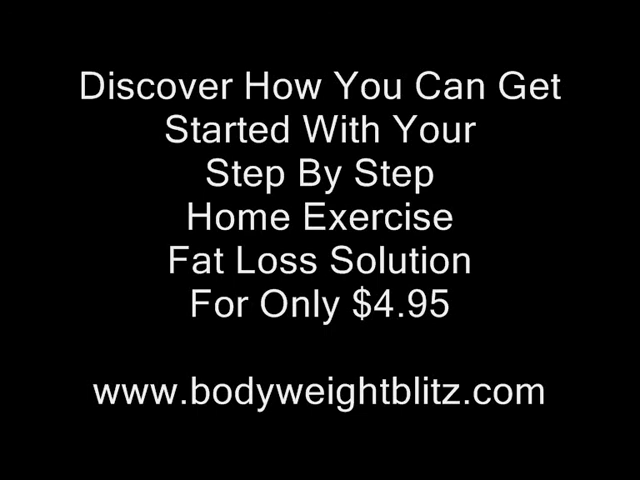 Discover How You Can Get
Started With Your
Step By Step
Home Exercise
Fat Loss Solution
For Only $4.95
www.bodyweightblitz.com